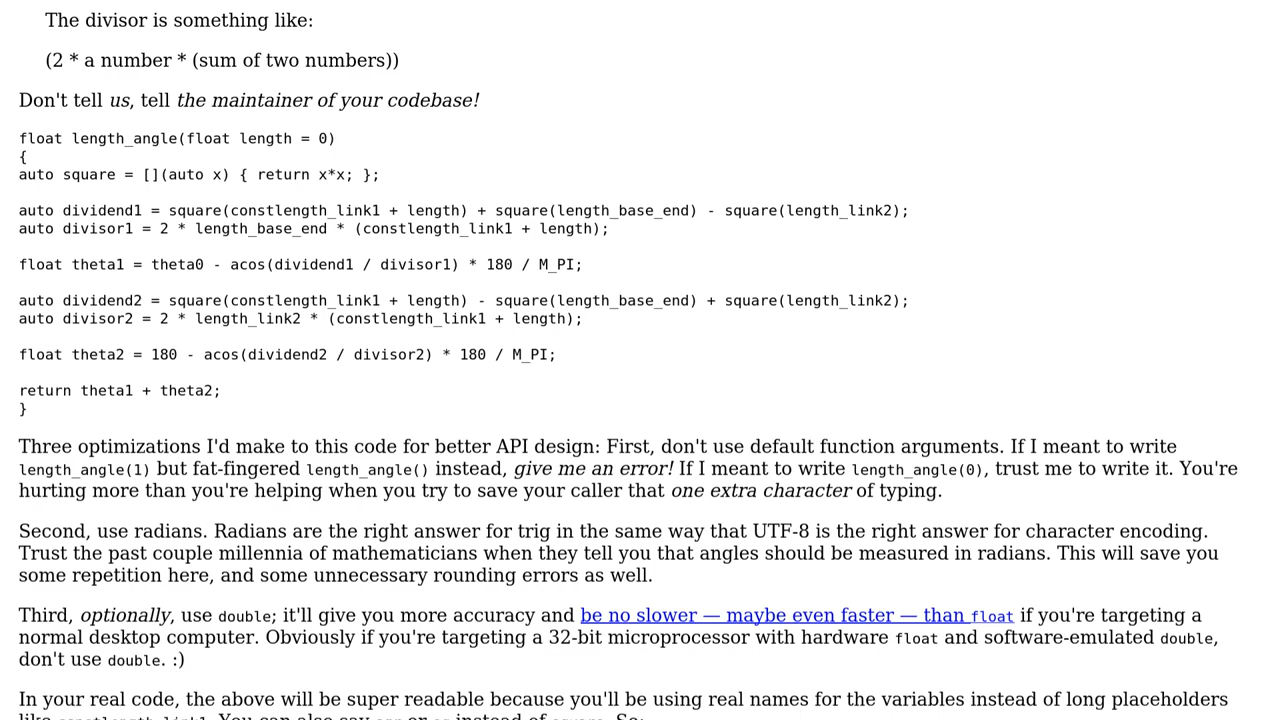 The divisor is something like:
(2 * a number * (sum of two numbers))
Don't tell us, tell the maintainer of your codebase!
float length_angle(float length = 0)
{
auto square = [](auto x) { return x*x; };
auto dividend1 = square(constlength_link1 + length) + square(length_base_end) - square(length_link2);
auto divisor1 = 2 * length_base_end * (constlength_link1 + length);
float theta1 = theta0 - acos(dividend1 / divisor1) * 180 / M_PI;
auto dividend2 = square(constlength_link1 + length) - square(length_base_end) + square(length_link2);
auto divisor2 = 2 * length_link2 * (constlength_link1 + length);
float theta2 = 180 - acos(dividend2 / divisor2) * 180 / M_PI;
return theta1 + theta2;
}
Three optimizations I'd make to this code for better API design: First, don't use default function arguments. If I meant to write
length_angle(1) but fat-fingered length_angle() instead, give me an error! If I meant to write length_angle(0), trust me to write it. You're
hurting more than you're helping when you try to save your caller that one extra character of typing.
Second, use radians. Radians are the right answer for trig in the same way that UTF-8 is the right answer for character encoding.
Trust the past couple millennia of mathematicians when they tell you that angles should be measured in radians. This will save you
some repetition here, and some unnecessary rounding errors as well.
Third, optionally, use double; it'll give you more accuracy and be no slower — maybe even faster — than float if you're targeting a
normal desktop computer. Obviously if you're targeting a 32-bit microprocessor with hardware float and software-emulated double,
don't use double. :)
In your real code, the above will be super readable because you'll be using real names for the variables instead of long placeholders
like constlength_link1. You can also say instead of square. So: